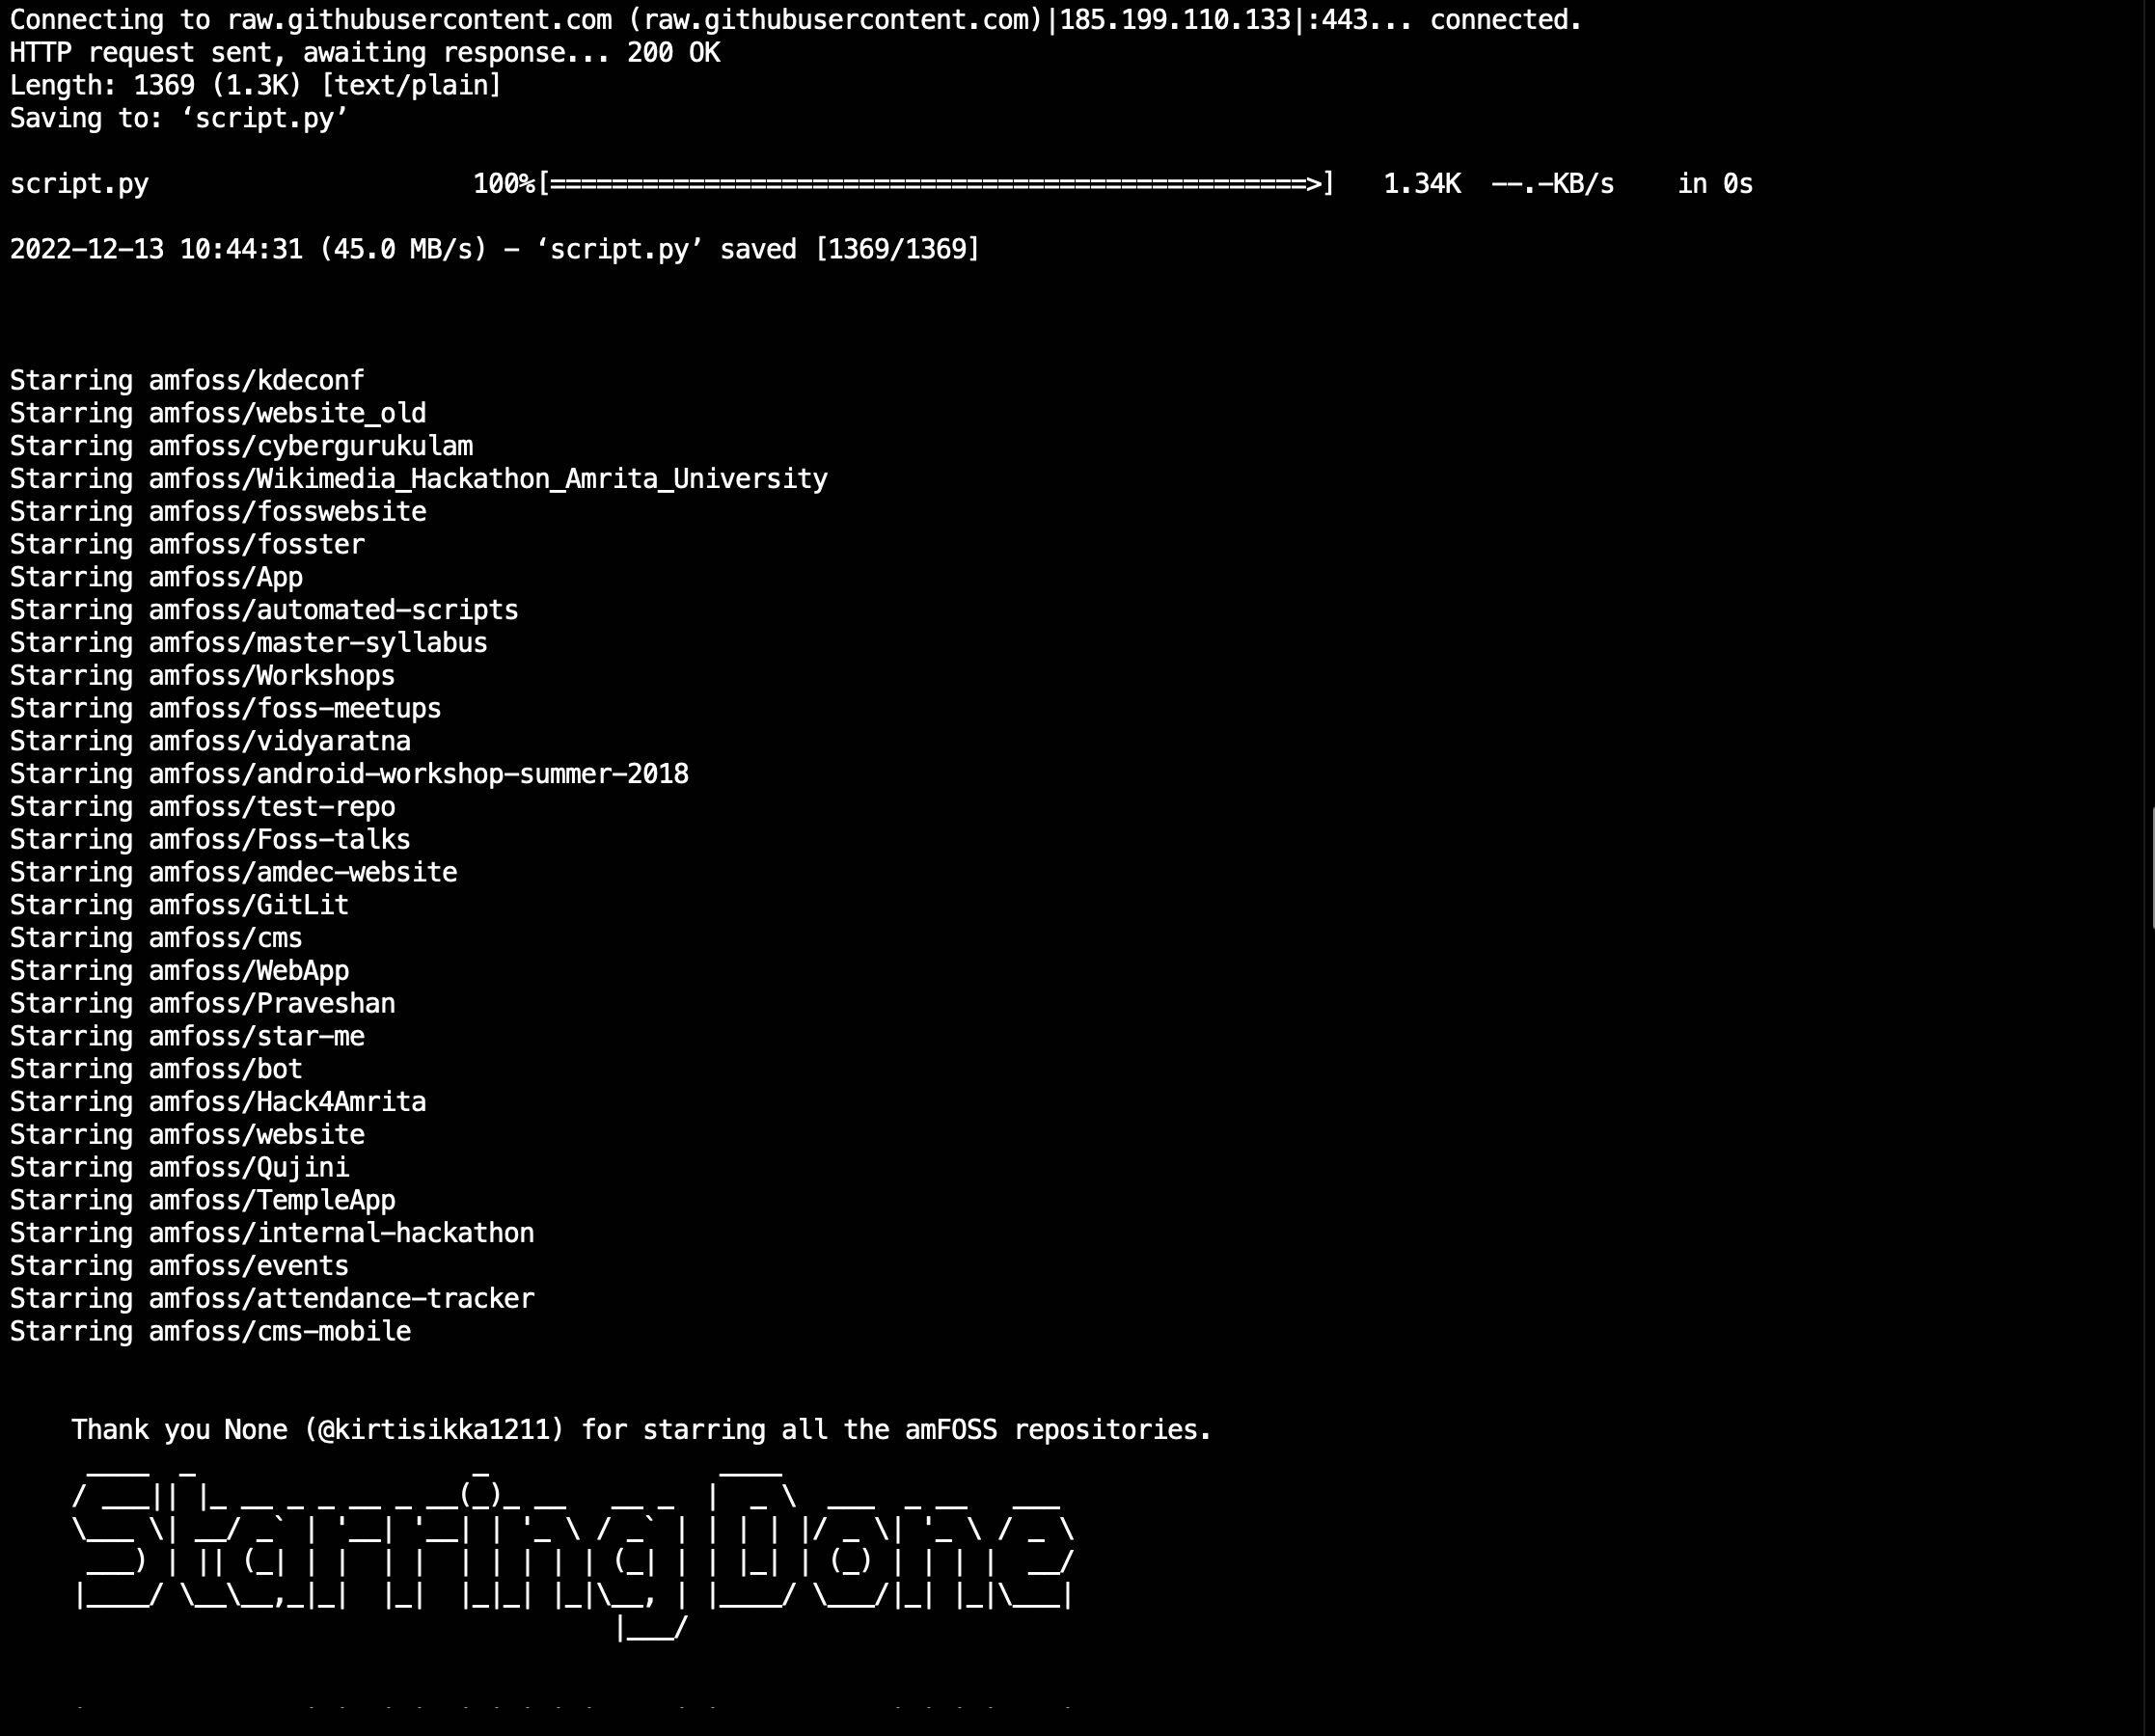 Connecting to raw.githubusercontent.com (raw.githubusercontent.com)|185.199.110.133|:443... connected.
HTTP request sent, awaiting response... 200 OK
Length: 1369 (1.3K) [text/plain]
Saving to: ‘script.py’
script.py 100%[=================================================>] 1.34K --.-KB/s in 0s
2022-12-13 10:44:31 (45.0 MB/s) - ‘script.py’ saved [1369/1369]
Starring amfoss/kdeconf
Starring amfoss/website_old
Starring amfoss/cybergurukulam
Starring amfoss/Wikimedia_Hackathon_Amrita_University
Starring amfoss/fosswebsite
Starring amfoss/fosster
Starring amfoss/App
Starring amfoss/automated-scripts
Starring amfoss/master-syllabus
Starring amfoss/Workshops
Starring amfoss/foss-meetups
Starring amfoss/vidyaratna
Starring amfoss/android-workshop-summer-2018
Starring amfoss/test-repo
Starring amfoss/Foss-talks
Starring amfoss/amdec-website
Starring amfoss/GitLit
Starring amfoss/cms
Starring amfoss/WebApp
Starring amfoss/Praveshan
Starring amfoss/star-me
Starring amfoss/bot
Starring amfoss/Hack4Amrita
Starring amfoss/website
Starring amfoss/Qujini
Starring amfoss/TempleApp
Starring amfoss/internal-hackathon
Starring amfoss/events
Starring amfoss/attendance-tracker
Starring amfoss/cms-mobile
Thank you None (@kirtisikka1211) for starring all the amFOSS repositories.
Starring Done